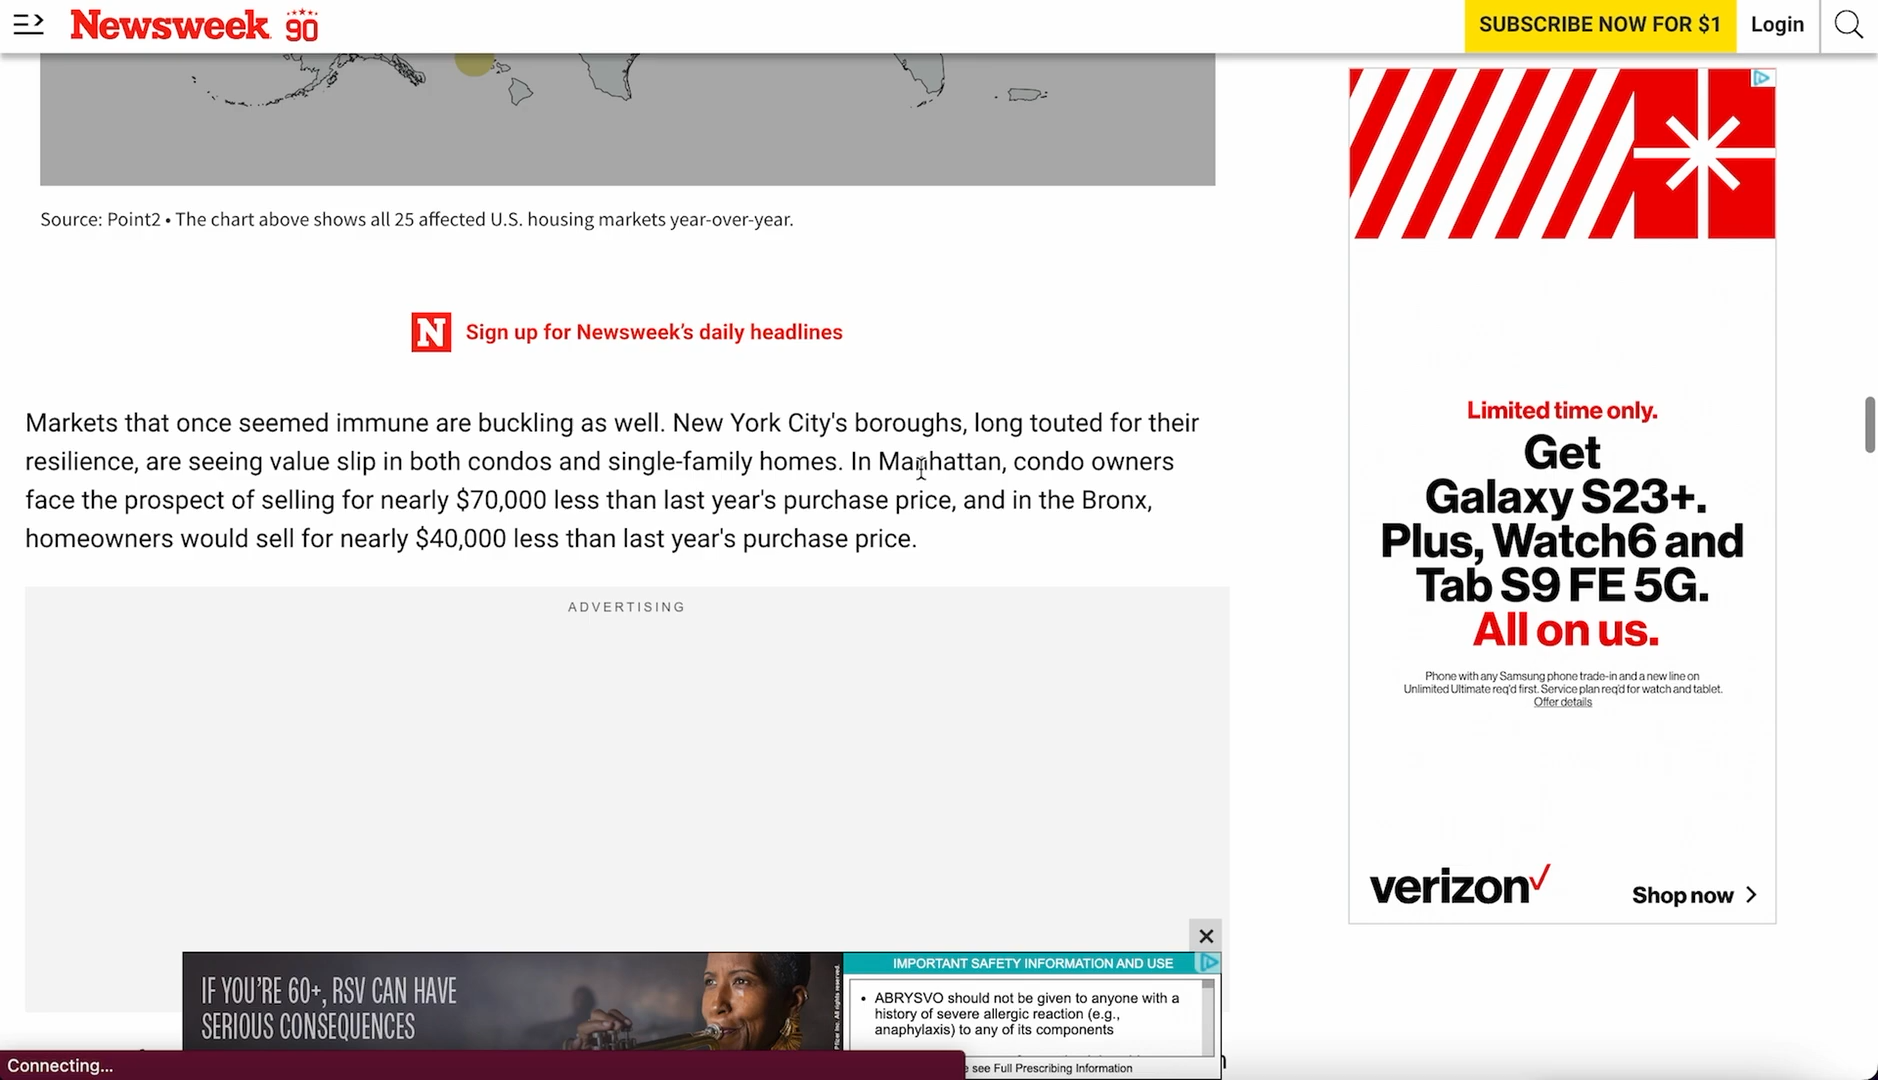 Newsweek 90
SUBSCRIBE NOW FOR $1
Login
Source: Point2 • The chart above shows all 25 affected U.S. housing markets year-over-year.
N
Sign up for Newsweek's daily headlines
Markets that once seemed immune are buckling as well. New York City's boroughs, long touted for their
resilience, are seeing value slip in both condos and single-family homes. In Manhattan, condo owners
face the prospect of selling for nearly $70,000 less than last year's purchase price, and in the Bronx,
homeowners would sell for nearly $40,000 less than last year's purchase price.
ADVERTISING
Limited time only.
Get
Galaxy S23+.
Plus, Watch6 and
Tab S9 FE 5G.
All on us.
Phone with any Samsung phone trade-in and a new line on
Unlimited Ultimate req'd first. Service plan req'd for watch and tablet.
Offer details
verizon✓
Shop now >
IF YOU'RE 60+, RSV CAN HAVE
SERIOUS CONSEQUENCES
Pfizer Inc. All rights reserved.
IMPORTANT SAFETY INFORMATION AND USE
• ABRYSVO should not be given to anyone with a
history of severe allergic reaction (e.g.,
anaphylaxis) to any of its components
see Full Prescribing Information
Connecting...